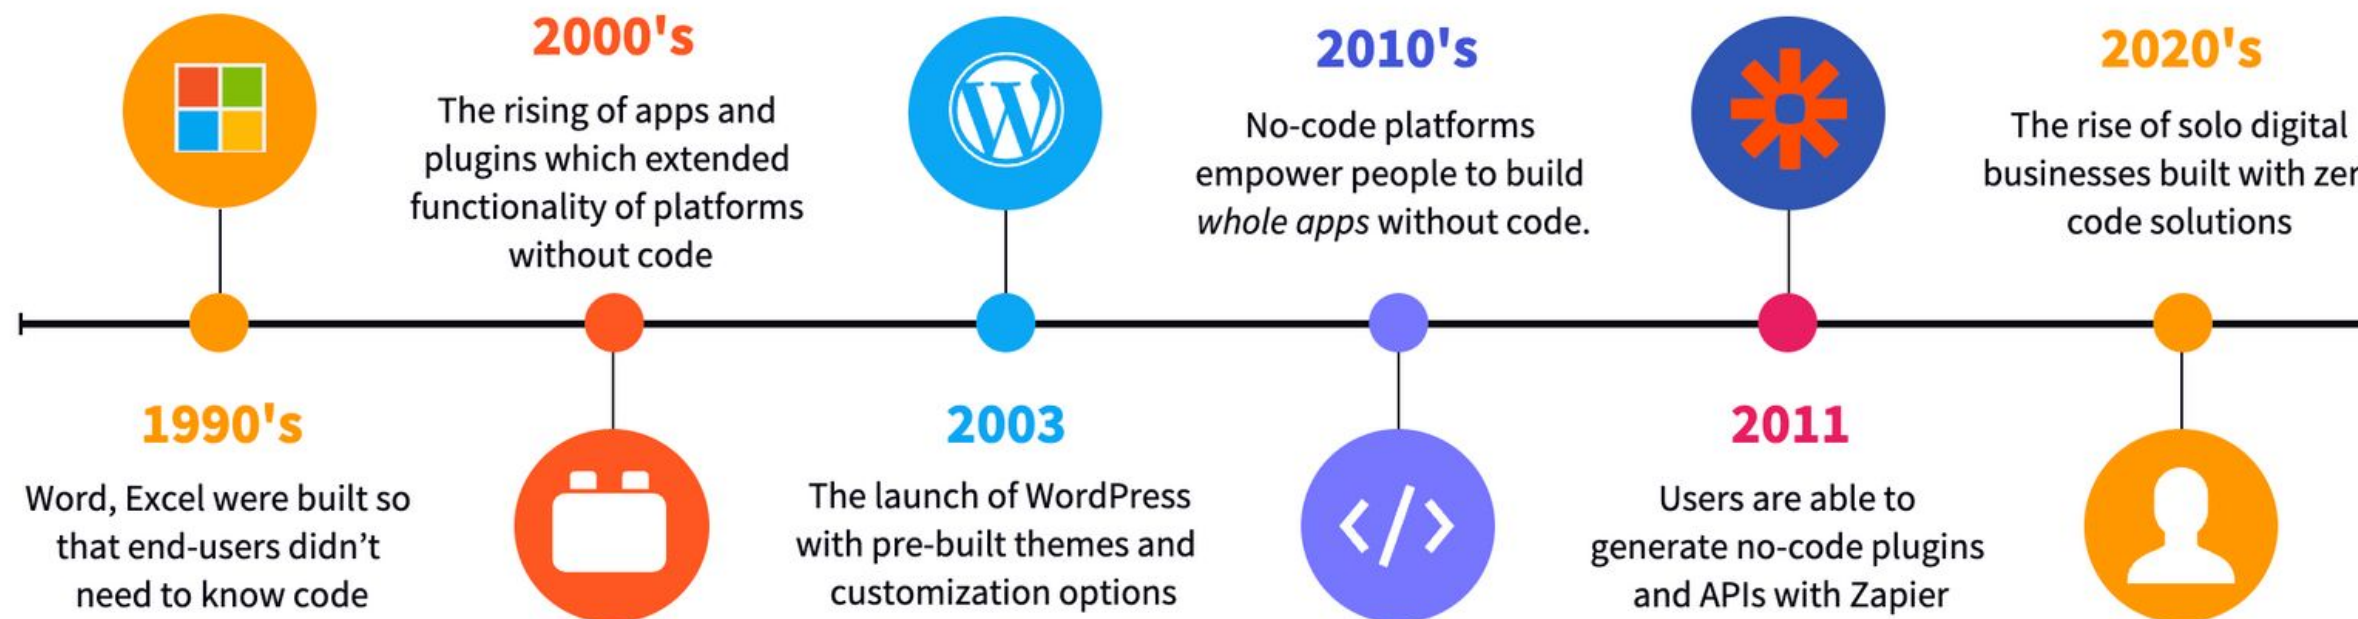 1990's
Word, Excel were built so
that end-users didn’t
need to know code
2000's
The rising of apps and
plugins which extended
functionality of platforms
without code
2003
The launch of WordPress
with pre-built themes and
customization options
2010's
No-code platforms
empower people to build
whole apps without code.
2011
Users are able to
generate no-code plugins
and APIs with Zapier
2020's
The rise of solo digital
businesses built with zer
code solutions